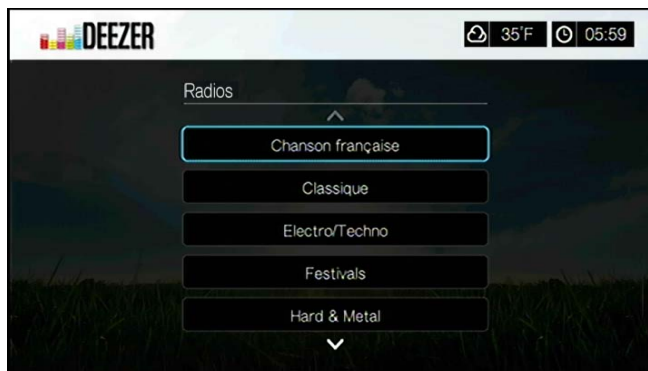 DEEZER
35°F
05:59
Radios
Chanson française
Classique
Electro/Techno
Festivals
Hard & Metal